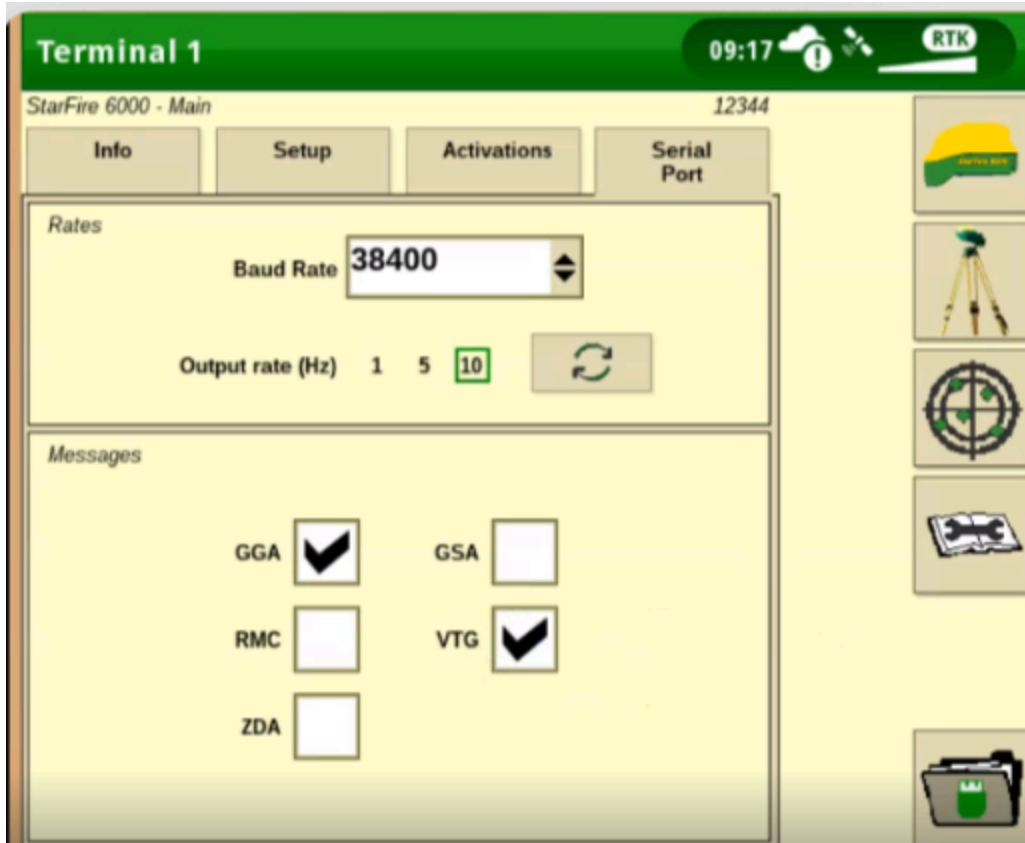 Terminal 1
09:17
RTK
StarFire 6000 - Main
12344
Info
Setup
Activations
Serial
Port
Rates
Baud Rate
38400
Output rate (Hz) 1 5 10
Messages
GGA
GSA
RMC
VTG
ZDA